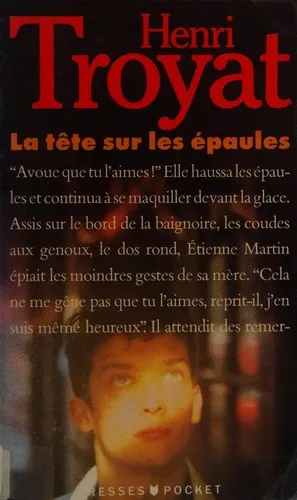 Henri
Troyat
La tête sur les épaules
"Avoue que tu l'aimes!" Elle haussa les épau-
les et continua à se maquiller devant la glace.
Assis sur le bord de la baignoire, les coudes
aux genoux, le dos rond, Étienne Martin
épiait les moindres gestes de sa mère. "Cela
ne me gêne pas que tu l'aimes, reprit-il, j'en
suis même heureux". Il attendit des remer-
RESSES POCKET